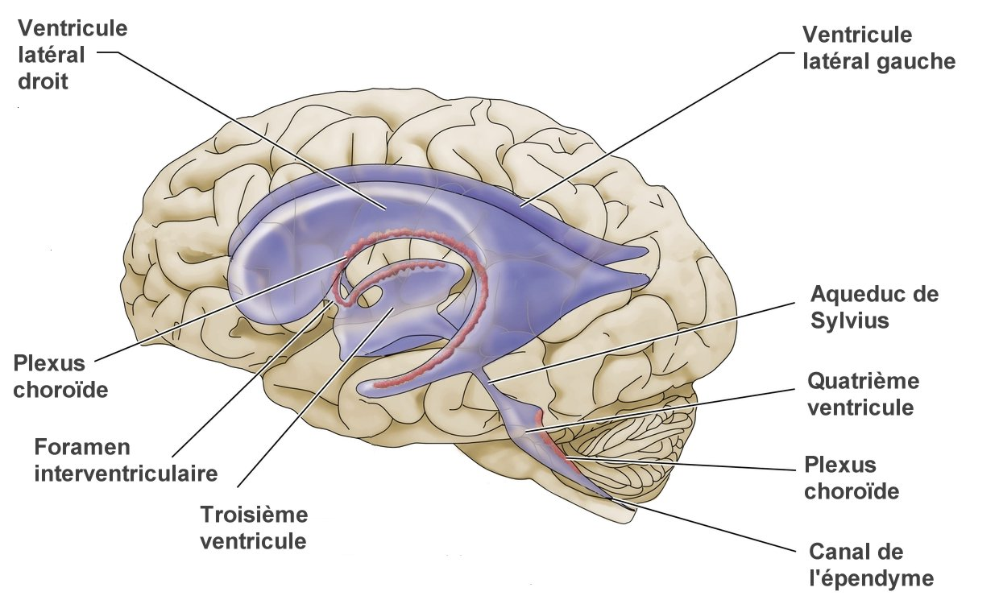 Ventricule
latéral
droit
Ventricule
latéral gauche
Aqueduc de
Sylvius
Plexus
choroïde
Quatrième
ventricule
Foramen
interventriculaire
Plexus
choroïde
Troisième
ventricule
Canal de
l'épendyme